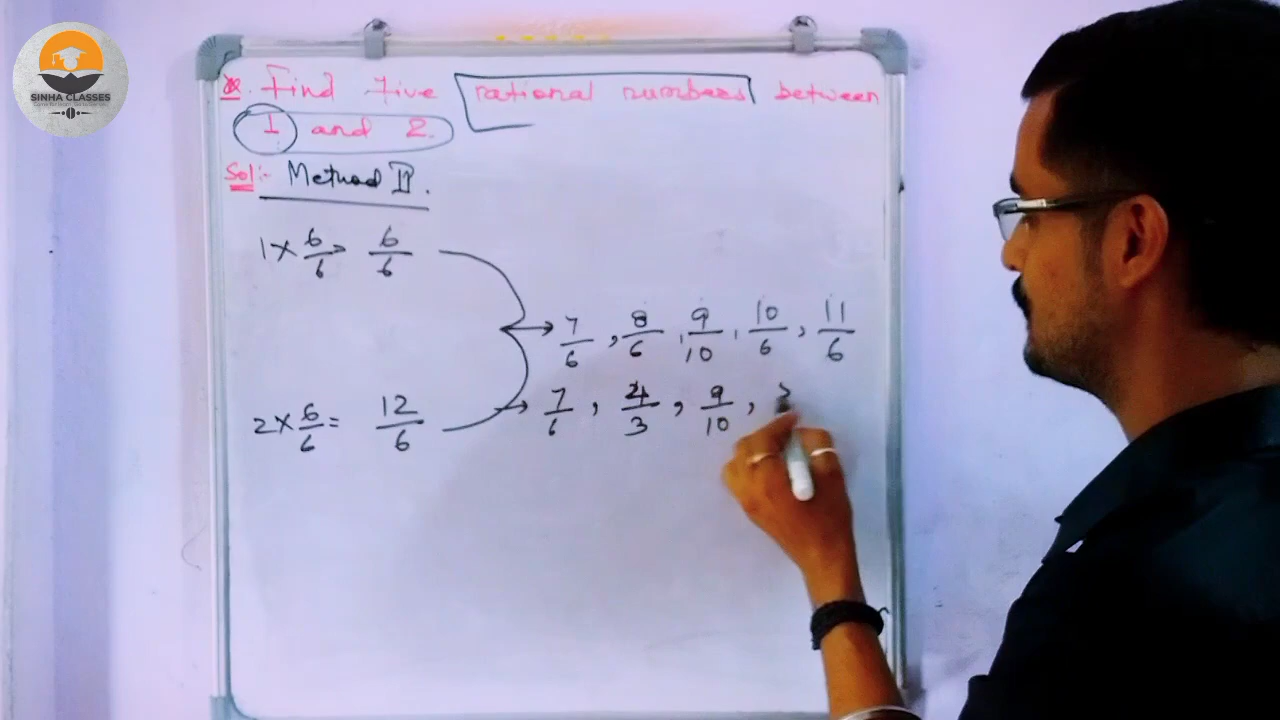 SINHA CLASSES
Q. Find five rational numbers between
1 and 2.
Sol:- Method II.
1 × 6/6 = 6/6
7/6, 8/6, 9/10, 10/6, 11/6
2 × 6/6 = 12/6
7/6, 4/3, 9/10,